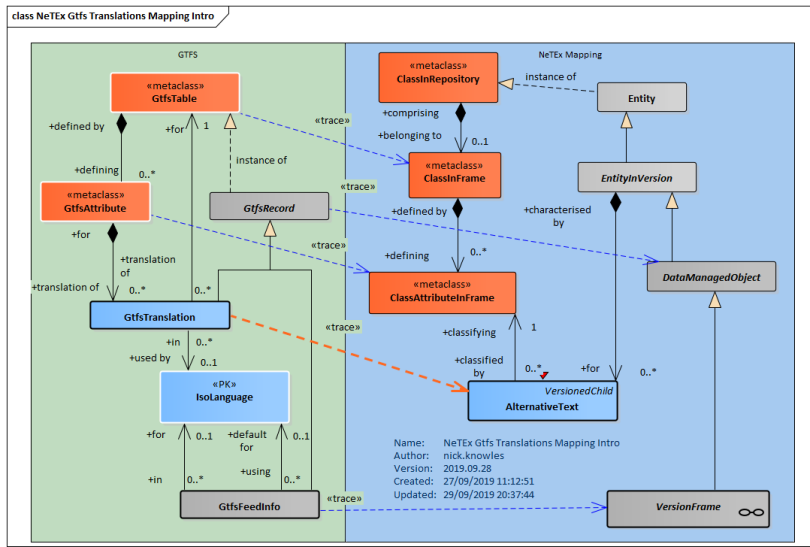 class NeTEx Gtfs Translations Mapping Intro
GTFS
NeTEx Mapping
«metaclass»
GtfsTable
«metaclass»
ClassInRepository
instance of
Entity
+defined by
+for
1
«trace»
+comprising
+belonging to
0..1
+defining
0..*
instance of
«metaclass»
GtfsAttribute
«metaclass»
ClassInFrame
EntityInVersion
GtfsRecord
«trace»
+for
+defined by
+characterised
by
+translation
of
«trace»
+defining
0..*
DataManagedObject
+translation of
0..*
0..*
«metaclass»
ClassAttributeInFrame
GtfsTranslation
+in
0..*
«trace»
+classifying
1
+used by
0..1
+classified
by
0..*
+for
0..*
«PK»
IsoLanguage
VersionedChild
AlternativeText
+for
0..1
+default
for
0..1
+in
0..*
+using
0..*
Name: NeTEx Gtfs Translations Mapping Intro
Author: nick.knowles
Version: 2019.09.28
Created: 27/09/2019 11:12:51
Updated: 29/09/2019 20:37:44
GtfsFeedInfo
«trace»
VersionFrame